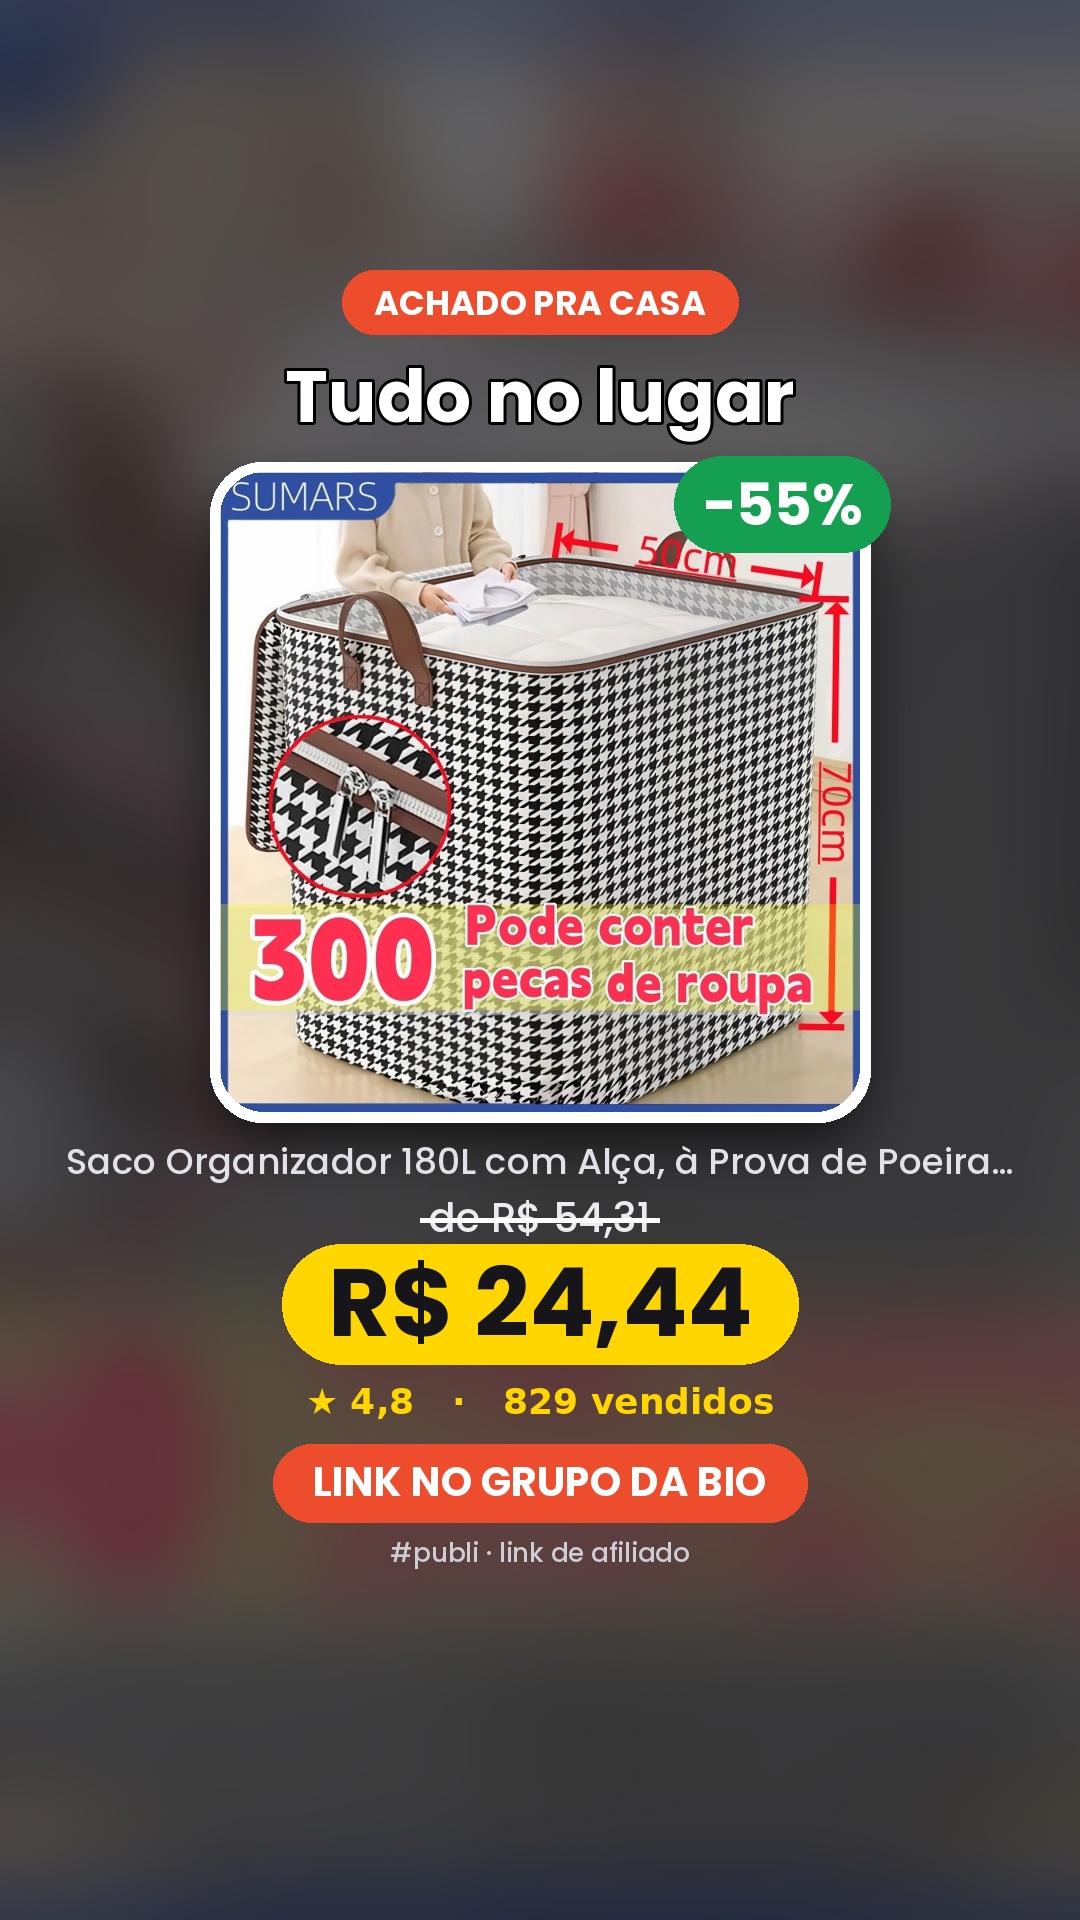 ACHADO PRA CASA
Tudo no lugar
SUMARS
-55%
50cm
70cm
300 Pode conter
pecas de roupa
Saco Organizador 180L com Alça, à Prova de Poeira...
de R$ 54,31
R$ 24,44
★ 4,8 · 829 vendidos
LINK NO GRUPO DA BIO
#publi · link de afiliado